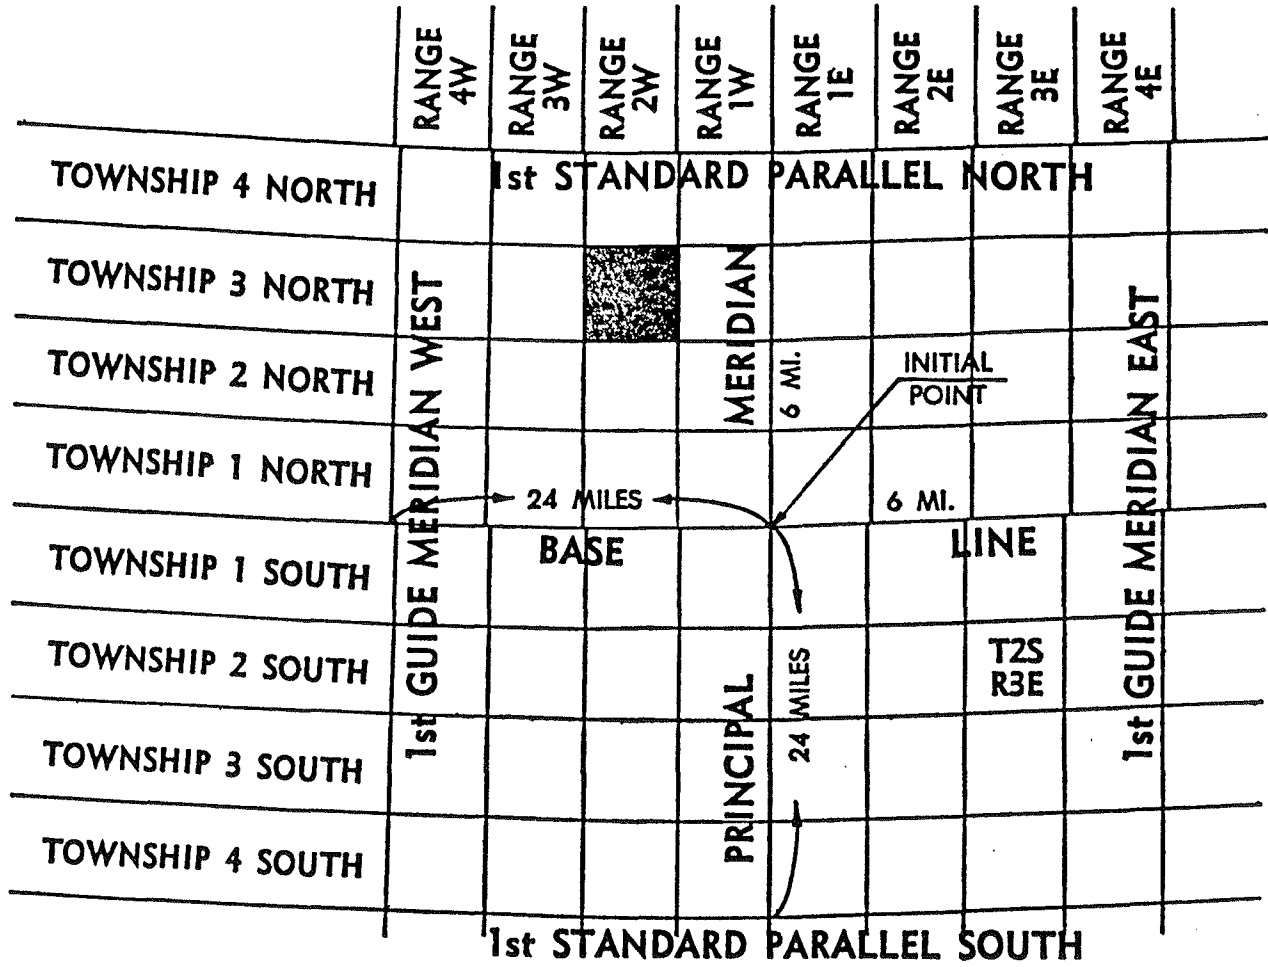 RANGE 4W
RANGE 3W
RANGE 2W
RANGE 1W
RANGE 1E
RANGE 2E
RANGE 3E
RANGE 4E
1st STANDARD PARALLEL NORTH
TOWNSHIP 4 NORTH
TOWNSHIP 3 NORTH
TOWNSHIP 2 NORTH
TOWNSHIP 1 NORTH
TOWNSHIP 1 SOUTH
TOWNSHIP 2 SOUTH
TOWNSHIP 3 SOUTH
TOWNSHIP 4 SOUTH
1st GUIDE MERIDIAN WEST
PRINCIPAL MERIDIAN
6 MI.
INITIAL
POINT
24 MILES
6 MI.
BASE LINE
24 MILES
T2S
R3E
1st GUIDE MERIDIAN EAST
1st STANDARD PARALLEL SOUTH